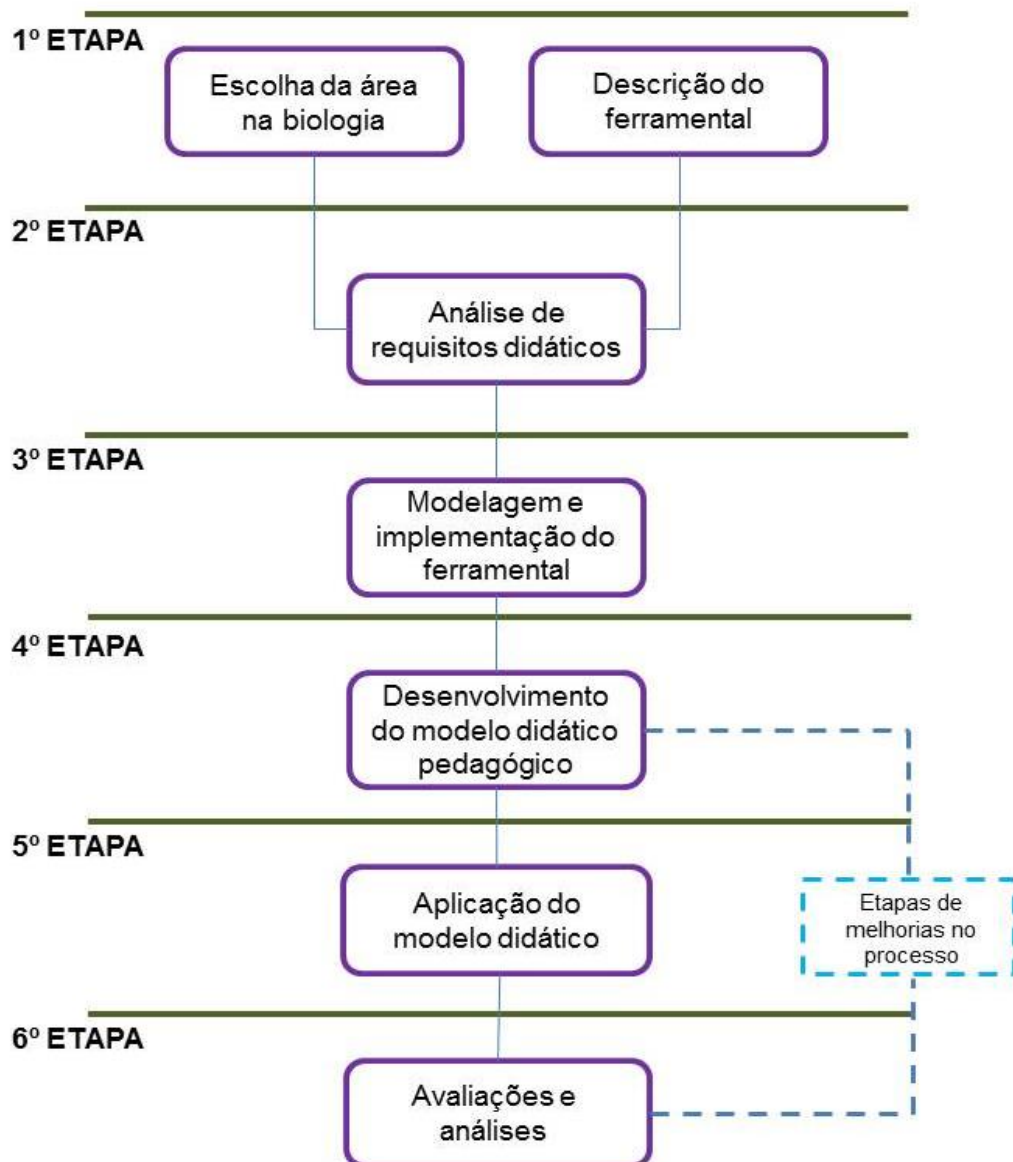 1º ETAPA
Escolha da área
na biologia
Descrição do
ferramental
2º ETAPA
Análise de
requisitos didáticos
3º ETAPA
Modelagem e
implementação do
ferramental
4º ETAPA
Desenvolvimento
do modelo didático
pedagógico
5º ETAPA
Aplicação do
modelo didático
Etapas de
melhorias no
processo
6º ETAPA
Avaliações e
análises